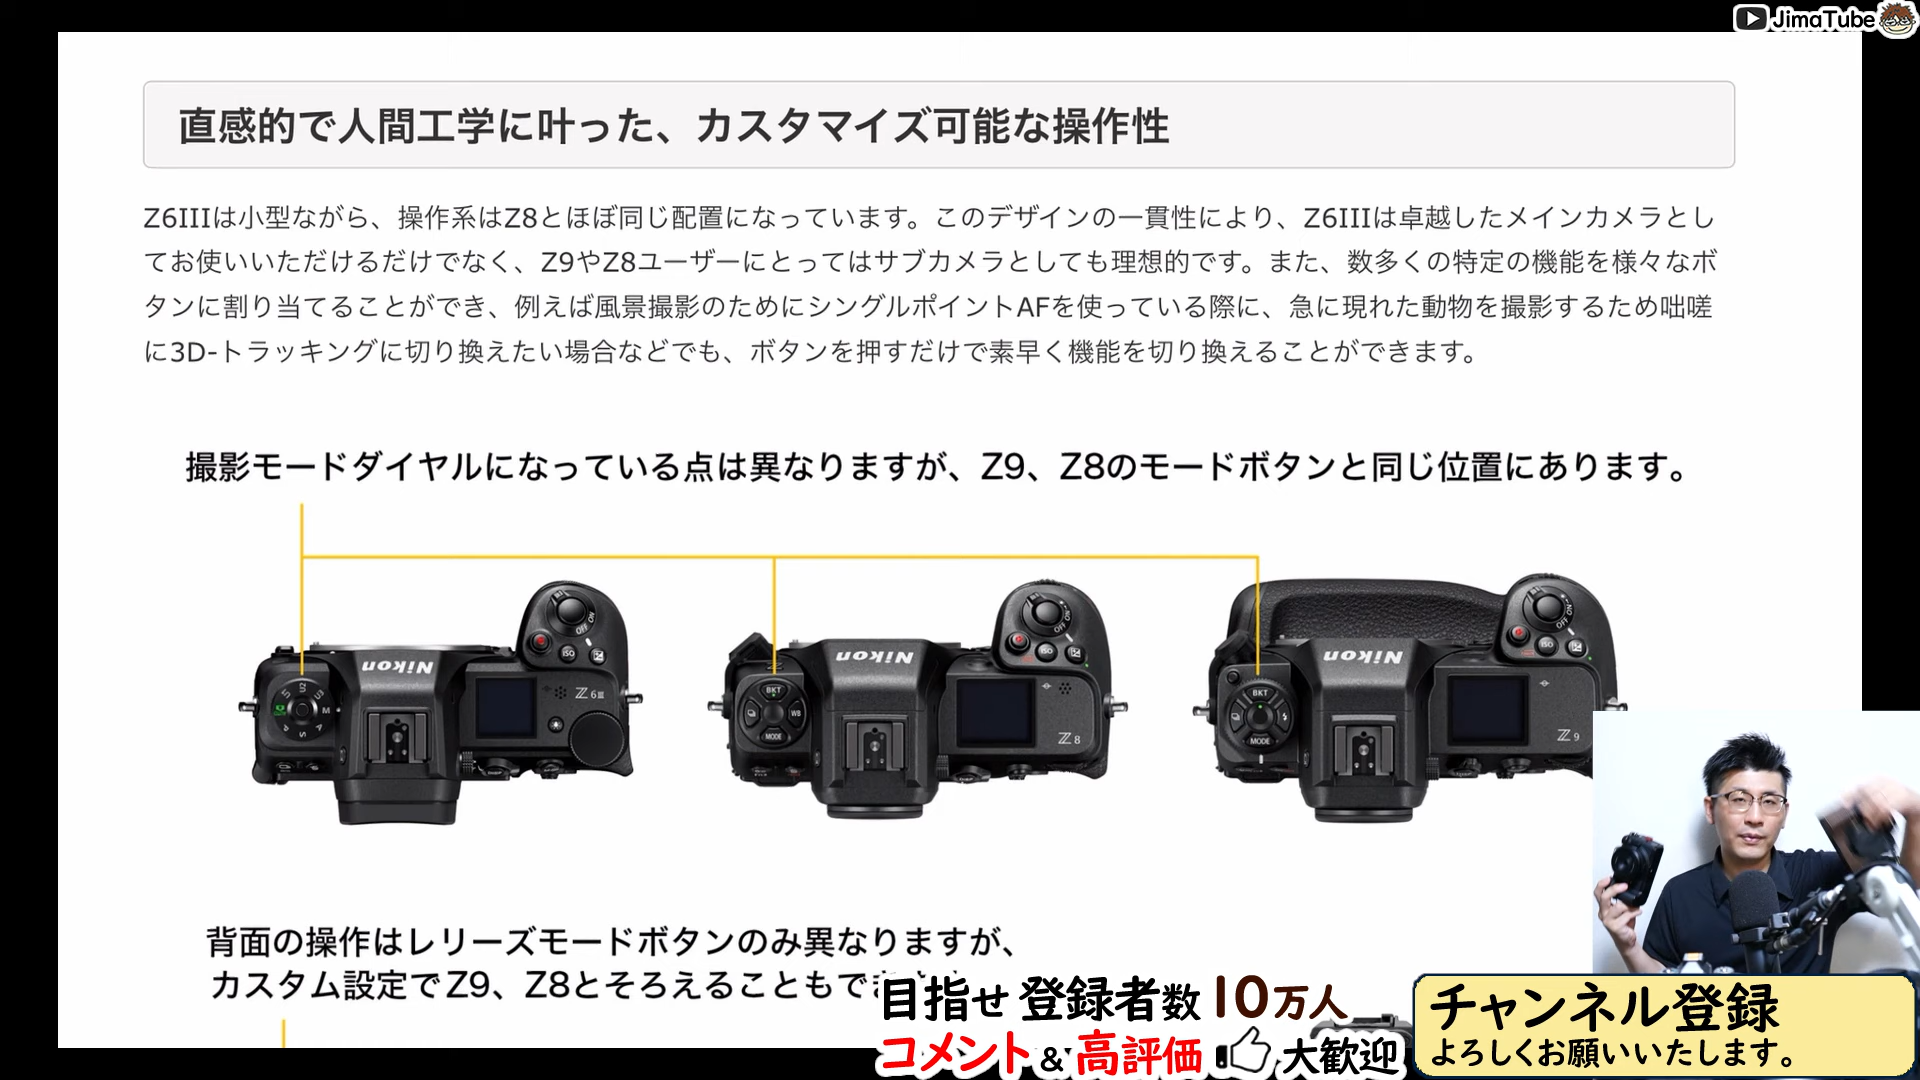 JimaTube
直感的で人間工学に叶った、カスタマイズ可能な操作性
Z6IIIは小型ながら、操作系はZ8とほぼ同じ配置になっています。このデザインの一貫性により、Z6IIIは卓越したメインカメラとし
てお使いいただけるだけでなく、Z9やZ8ユーザーにとってはサブカメラとしても理想的です。また、数多くの特定の機能を様々なボ
タンに割り当てることができ、例えば風景撮影のためにシングルポイントAFを使っている際に、急に現れた動物を撮影するため咄嗟
に3D-トラッキングに切り換えたい場合などでも、ボタンを押すだけで素早く機能を切り換えることができます。
撮影モードダイヤルになっている点は異なりますが、Z9、Z8のモードボタンと同じ位置にあります。
Nikon
OFF ON
ISO
U1 U2 U3
M
A
S
P
Z 6III
Nikon
OFF ON
ISO
BKT
WB
MODE
Z 8
Nikon
OFF ON
ISO
BKT
MODE
Z 9
背面の操作はレリーズモードボタンのみ異なりますが、
カスタム設定でZ9、Z8とそろえることもでき
目指せ 登録者数 10万人
コメント & 高評価 大歓迎
チャンネル登録
よろしくお願いいたします。